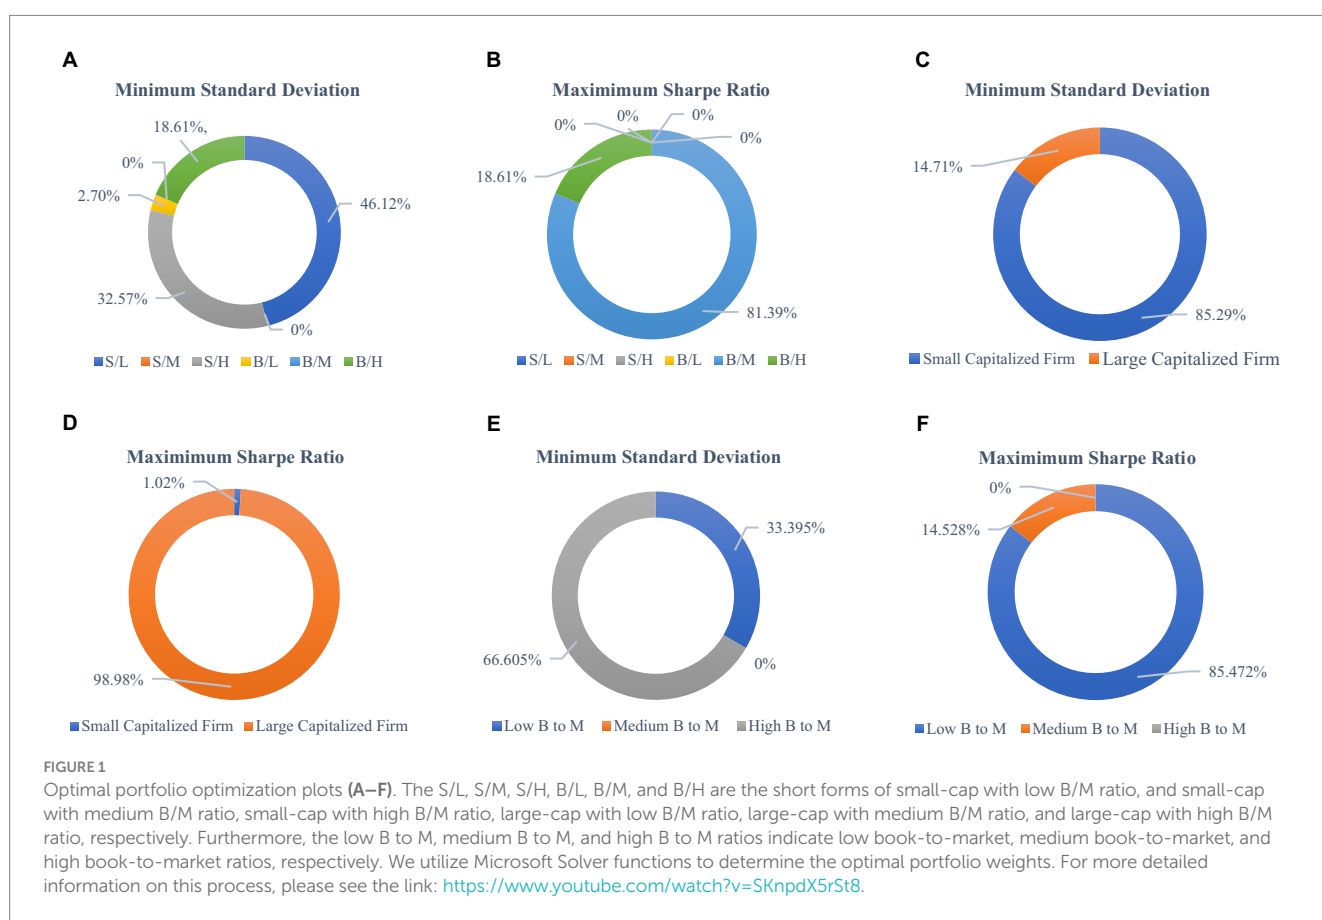 A
Minimum Standard Deviation
18.61%,
0%
2.70%
46.12%
32.57%
0%
S/L S/M S/H B/L B/M B/H
B
Maximimum Sharpe Ratio
0%
0%
0%
0%
18.61%
81.39%
S/L S/M S/H B/L B/M B/H
C
Minimum Standard Deviation
14.71%
85.29%
Small Capitalized Firm Large Capitalized Firm
D
Maximimum Sharpe Ratio
1.02%
98.98%
Small Capitalized Firm Large Capitalized Firm
E
Minimum Standard Deviation
33.395%
66.605%
0%
Low B to M Medium B to M High B to M
F
Maximimum Sharpe Ratio
0%
14.528%
85.472%
Low B to M Medium B to M High B to M
FIGURE 1
Optimal portfolio optimization plots (A–F). The S/L, S/M, S/H, B/L, B/M, and B/H are the short forms of small-cap with low B/M ratio, and small-cap
with medium B/M ratio, small-cap with high B/M ratio, large-cap with low B/M ratio, large-cap with medium B/M ratio, and large-cap with high B/M
ratio, respectively. Furthermore, the low B to M, medium B to M, and high B to M ratios indicate low book-to-market, medium book-to-market, and
high book-to-market ratios, respectively. We utilize Microsoft Solver functions to determine the optimal portfolio weights. For more detailed
information on this process, please see the link: https://www.youtube.com/watch?v=SKnpdX5rSt8.